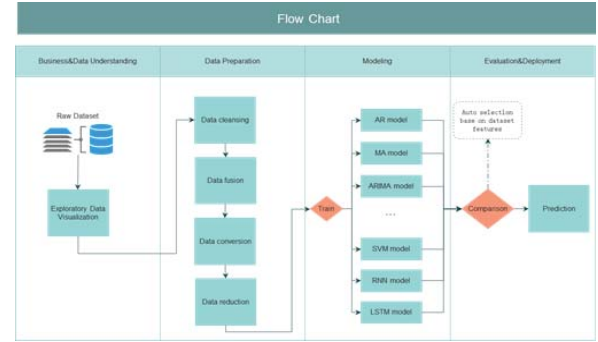 Flow Chart
Business&Data Understanding
Data Preparation
Modeling
Evaluation&Deployment
Raw Dataset
Exploratory Data
Visualization
Data cleansing
Data fusion
Data conversion
Data reduction
Train
AR model
MA model
ARIMA model
...
SVM model
RNN model
LSTM model
Auto selection
base on dataset
features
Comparison
Prediction